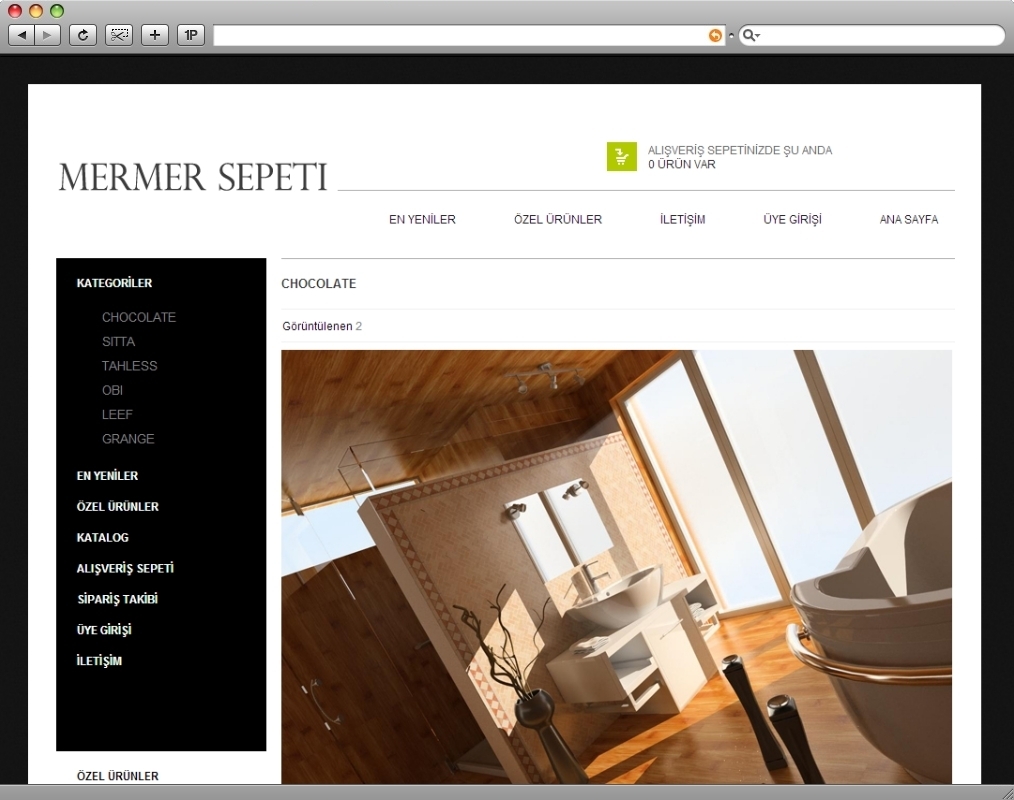 1P
MERMER SEPETI
ALIŞVERİŞ SEPETİNİZDE ŞU ANDA
0 ÜRÜN VAR
EN YENİLER
ÖZEL ÜRÜNLER
İLETİŞİM
ÜYE GİRİŞİ
ANA SAYFA
KATEGORİLER
CHOCOLATE
SITTA
TAHLESS
OBI
LEEF
GRANGE
EN YENİLER
ÖZEL ÜRÜNLER
KATALOG
ALIŞVERİŞ SEPETİ
SİPARİŞ TAKİBİ
ÜYE GİRİŞİ
İLETİŞİM
ÖZEL ÜRÜNLER
CHOCOLATE
Görüntülenen 2